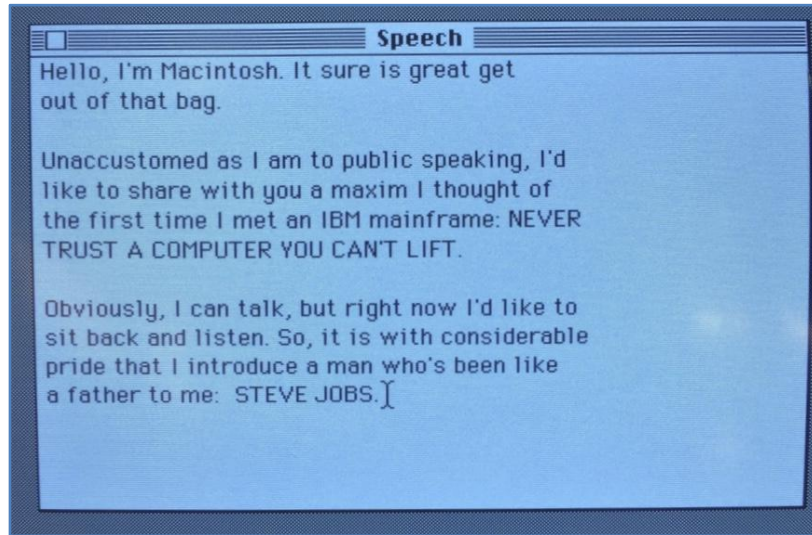 Speech
Hello, I'm Macintosh. It sure is great get
out of that bag.
Unaccustomed as I am to public speaking, I'd
like to share with you a maxim I thought of
the first time I met an IBM mainframe: NEVER
TRUST A COMPUTER YOU CAN'T LIFT.
Obviously, I can talk, but right now I'd like to
sit back and listen. So, it is with considerable
pride that I introduce a man who's been like
a father to me:  STEVE JOBS.